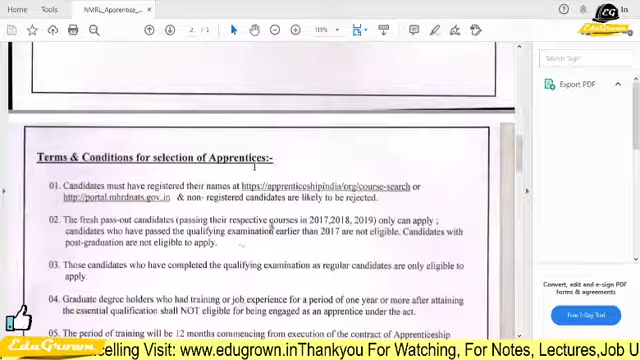 Home Tools NMRL_Apprentice_... × In
2 / 3 119%
EG
EduGrown
Search 'Sign'
Export PDF
Terms & Conditions for selection of Apprentices:-
01. Candidates must have registered their names at https://apprenticeshipindia/org/course-search or
http://portal.mhrdnats.gov.in & non- registered candidates are likely to be rejected.
02. The fresh pass-out candidates (passing their respective courses in 2017,2018, 2019) only can apply ;
candidates who have passed the qualifying examination earlier than 2017 are not eligible. Candidates with
post-graduation are not eligible to apply.
03. Those candidates who have completed the qualifying examination as regular candidates are only eligible to
apply.
04. Graduate degree holders who had training or job experience for a period of one year or more after attaining
the essential qualification shall NOT eligible for being engaged as an apprentice under the act.
05. The period of training will be 12 months commencing from execution of the contract of Apprenticeship
Convert, edit and e-sign PDF
forms & agreements
Free 7-Day Trial
EduGrown
ncelling Visit: www.edugrown.inThankyou For Watching, For Notes, Lectures,Job U